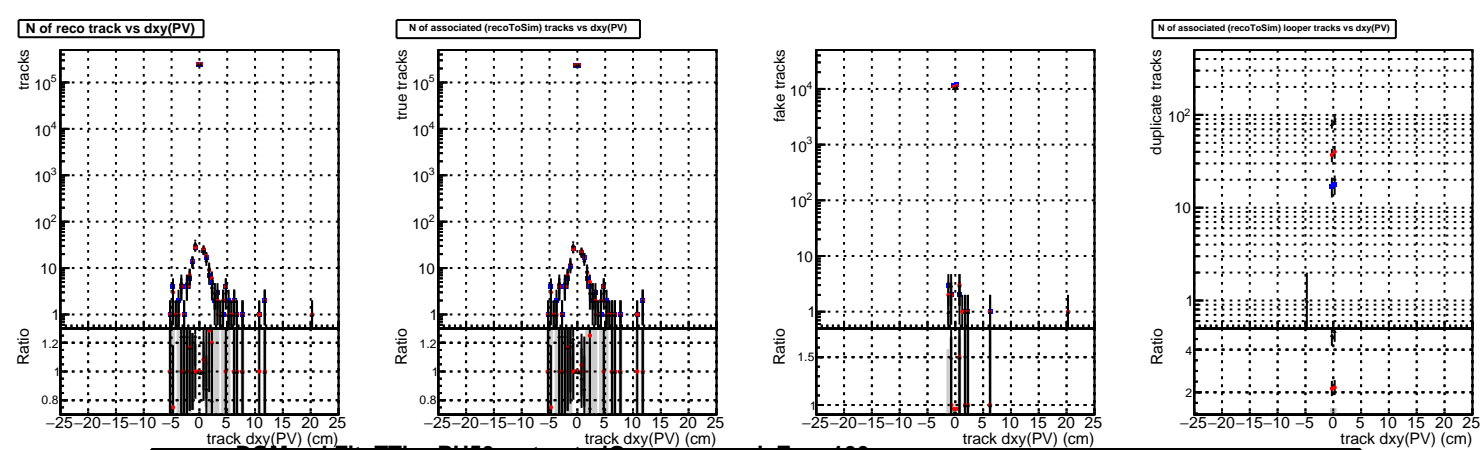 N of reco track vs dxy(PV)
tracks
10^5
10^4
10^3
10^2
10
1
Ratio
1.2
1
0.8
−25−20−15−10−5 0 5 10 15 20 25
track dxy(PV) (cm)
N of associated (recoToSim) tracks vs dxy(PV)
true tracks
10^5
10^4
10^3
10^2
10
1
Ratio
1.2
1
0.8
−25−20−15−10−5 0 5 10 15 20 25
track dxy(PV) (cm)
fake tracks
10^4
10^3
10^2
10
1
Ratio
1.5
1
−25−20−15−10−5 0 5 10 15 20 25
track dxy(PV) (cm)
N of associated (recoToSim) looper tracks vs dxy(PV)
duplicate tracks
10^2
10
1
Ratio
4
2
−25−20−15−10−5 0 5 10 15 20 25
track dxy(PV) (cm)